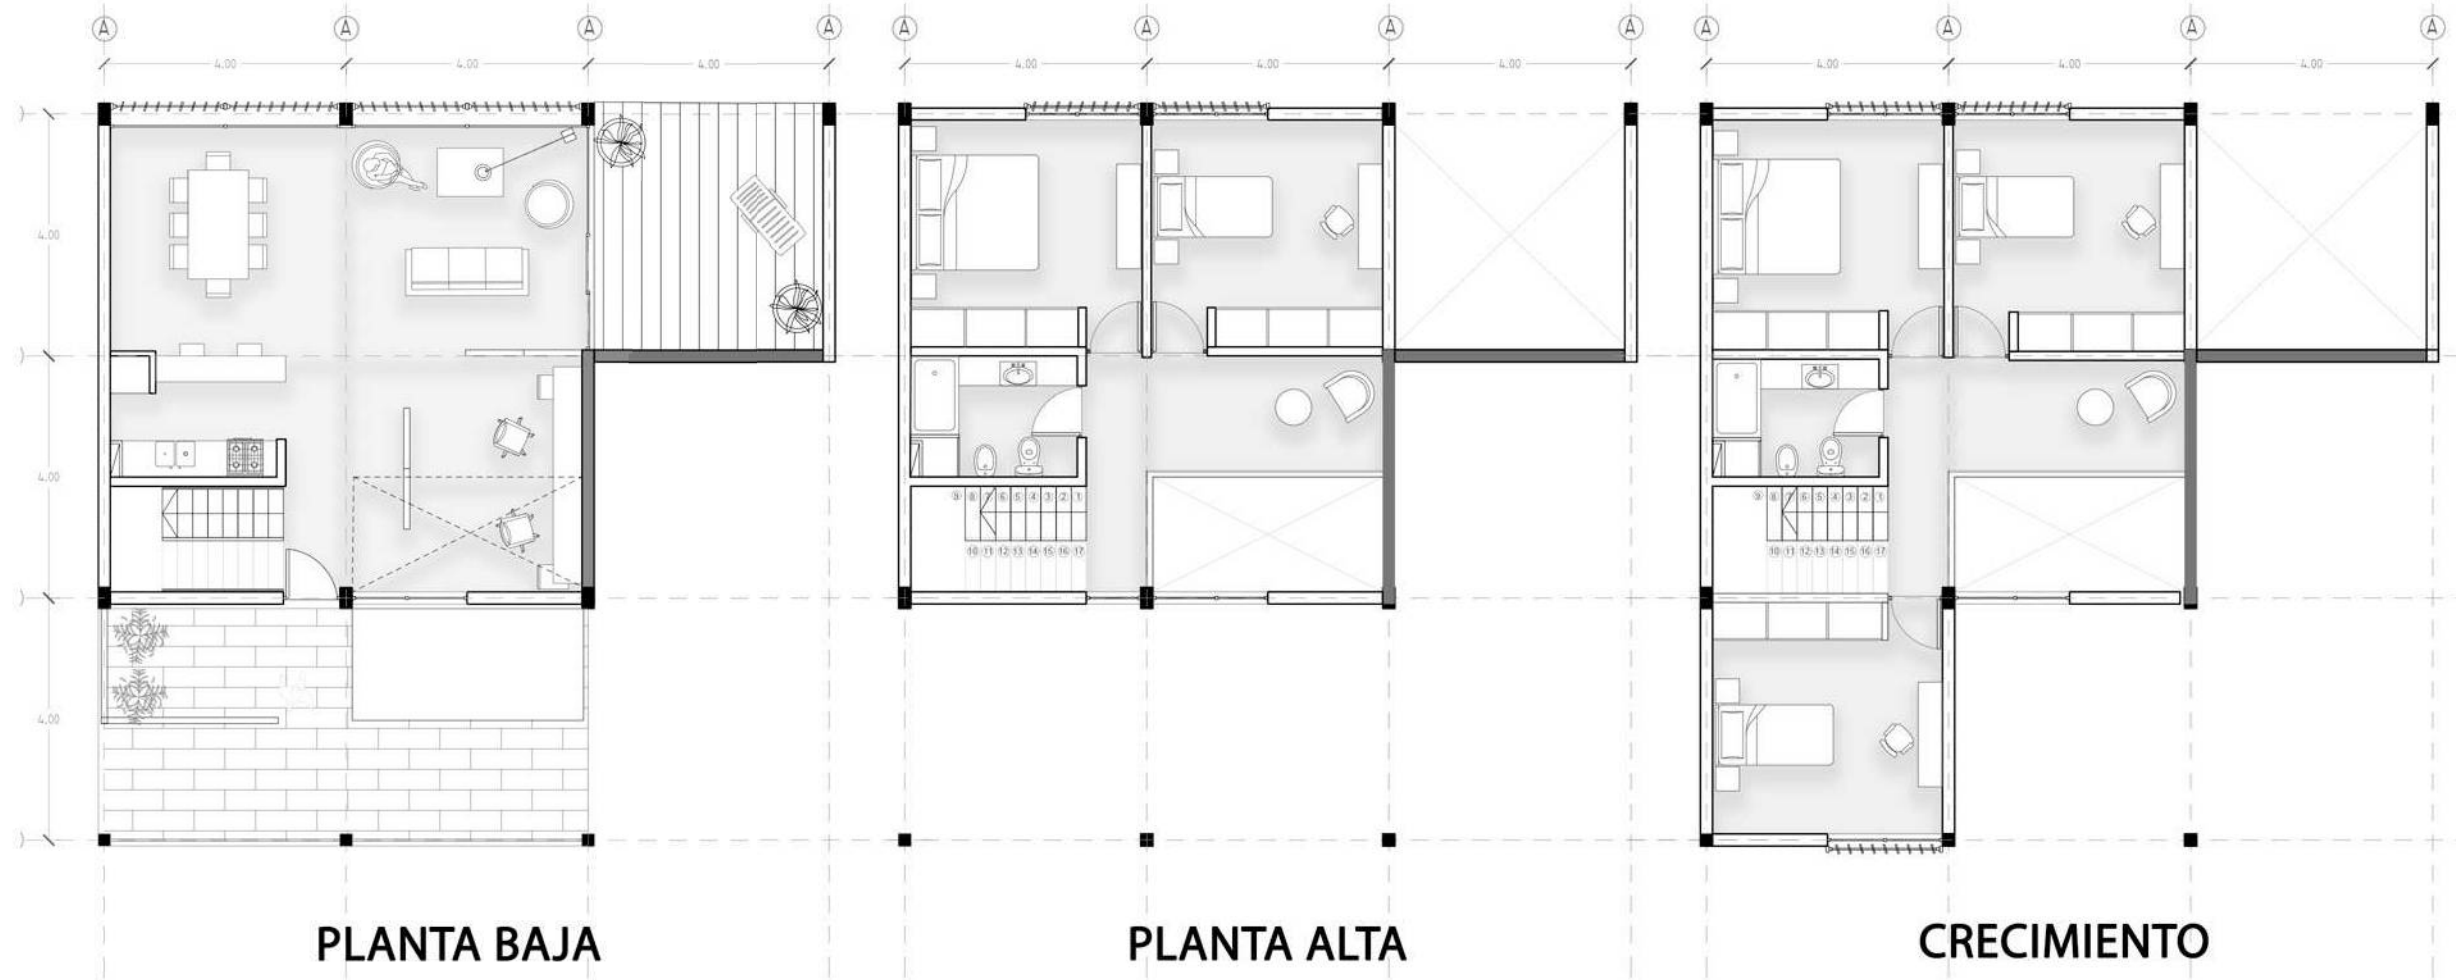 A A A A A A A A A A A A
4.00 4.00 4.00 4.00 4.00 4.00 4.00 4.00 4.00
4.00
4.00
9 8 7 6 5 4 3 2 1 9 8 7 6 5 4 3 2 1
10 11 12 13 14 15 16 17 10 11 12 13 14 15 16 17
4.00
PLANTA BAJA
PLANTA ALTA
CRECIMIENTO